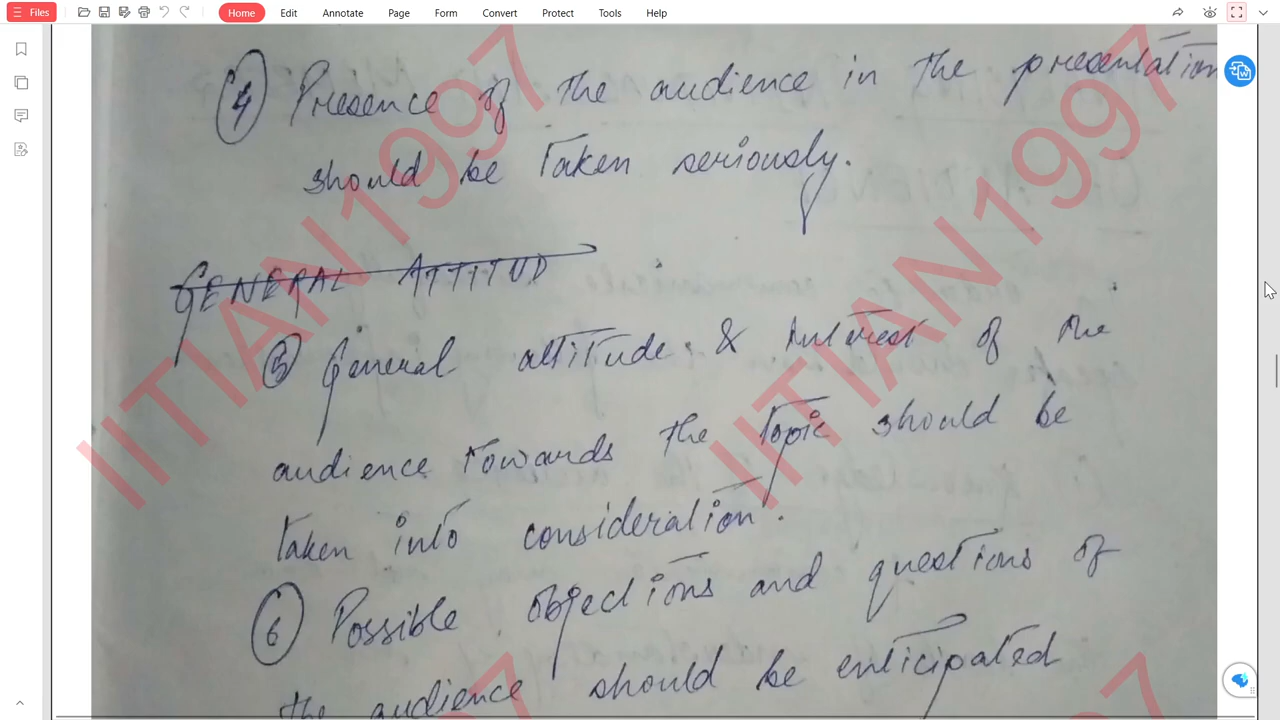 Files
Home
Edit
Annotate
Page
Form
Convert
Protect
Tools
Help
④ Presence of the audience in the presentation
should be taken seriously.
GENERAL ATTITUD
⑤ General attitude & interest of the
audience towards the topic should be
taken into consideration.
⑥ Possible objections and questions of
the audience should be enticipated
IITIAN1997
IITIAN1997